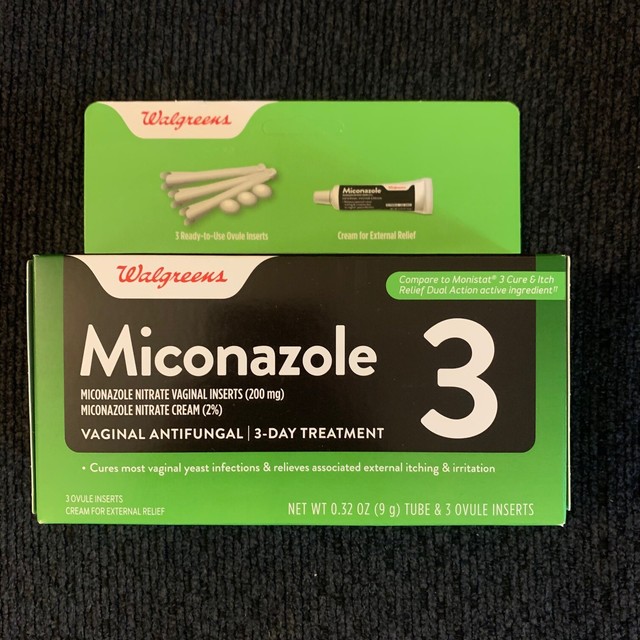 Walgreens
Walgreens
Miconazole
3 Ready-to-Use Ovule Inserts
Cream for External Relief
Walgreens
Compare to Monistat® 3 Cure & Itch
Relief Dual Action active ingredient††
Miconazole
3
MICONAZOLE NITRATE VAGINAL INSERTS (200 mg)
MICONAZOLE NITRATE CREAM (2%)
VAGINAL ANTIFUNGAL | 3-DAY TREATMENT
• Cures most vaginal yeast infections & relieves associated external itching & irritation
3 OVULE INSERTS
CREAM FOR EXTERNAL RELIEF
NET WT 0.32 OZ (9 g) TUBE & 3 OVULE INSERTS